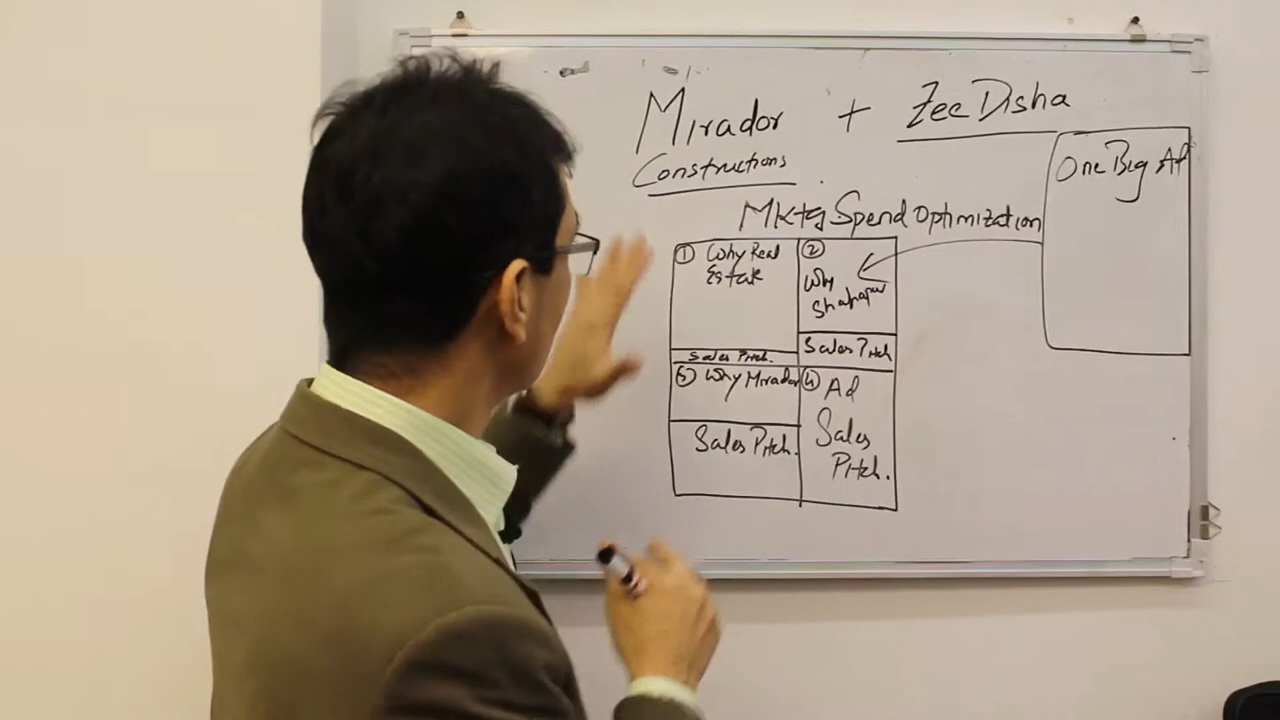 Mirador + Zee Disha
Constructions
One Big Ad
Mktg Spend Optimization
① Why Real
Estate
Sales Pitch.
②
Why
Sales Pitch
③ Why Mirador
Sales Pitch.
④ Ad
Sales
Pitch.